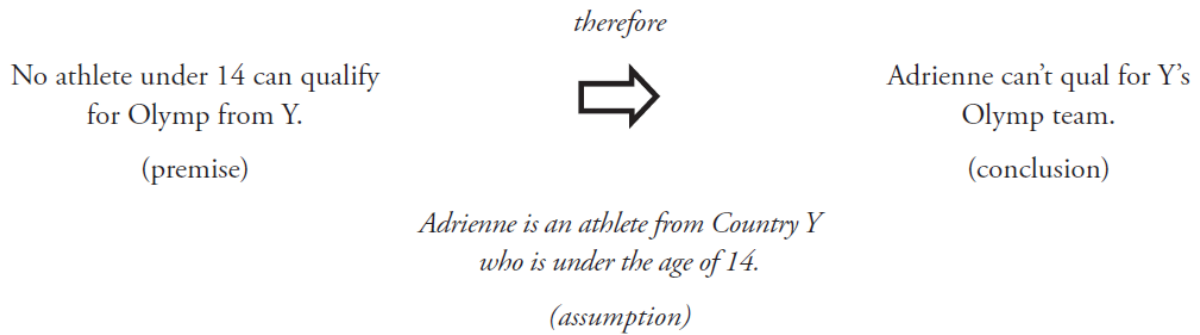 therefore
No athlete under 14 can qualify
for Olymp from Y.
(premise)
Adrienne can’t qual for Y’s
Olymp team.
(conclusion)
Adrienne is an athlete from Country Y
who is under the age of 14.
(assumption)